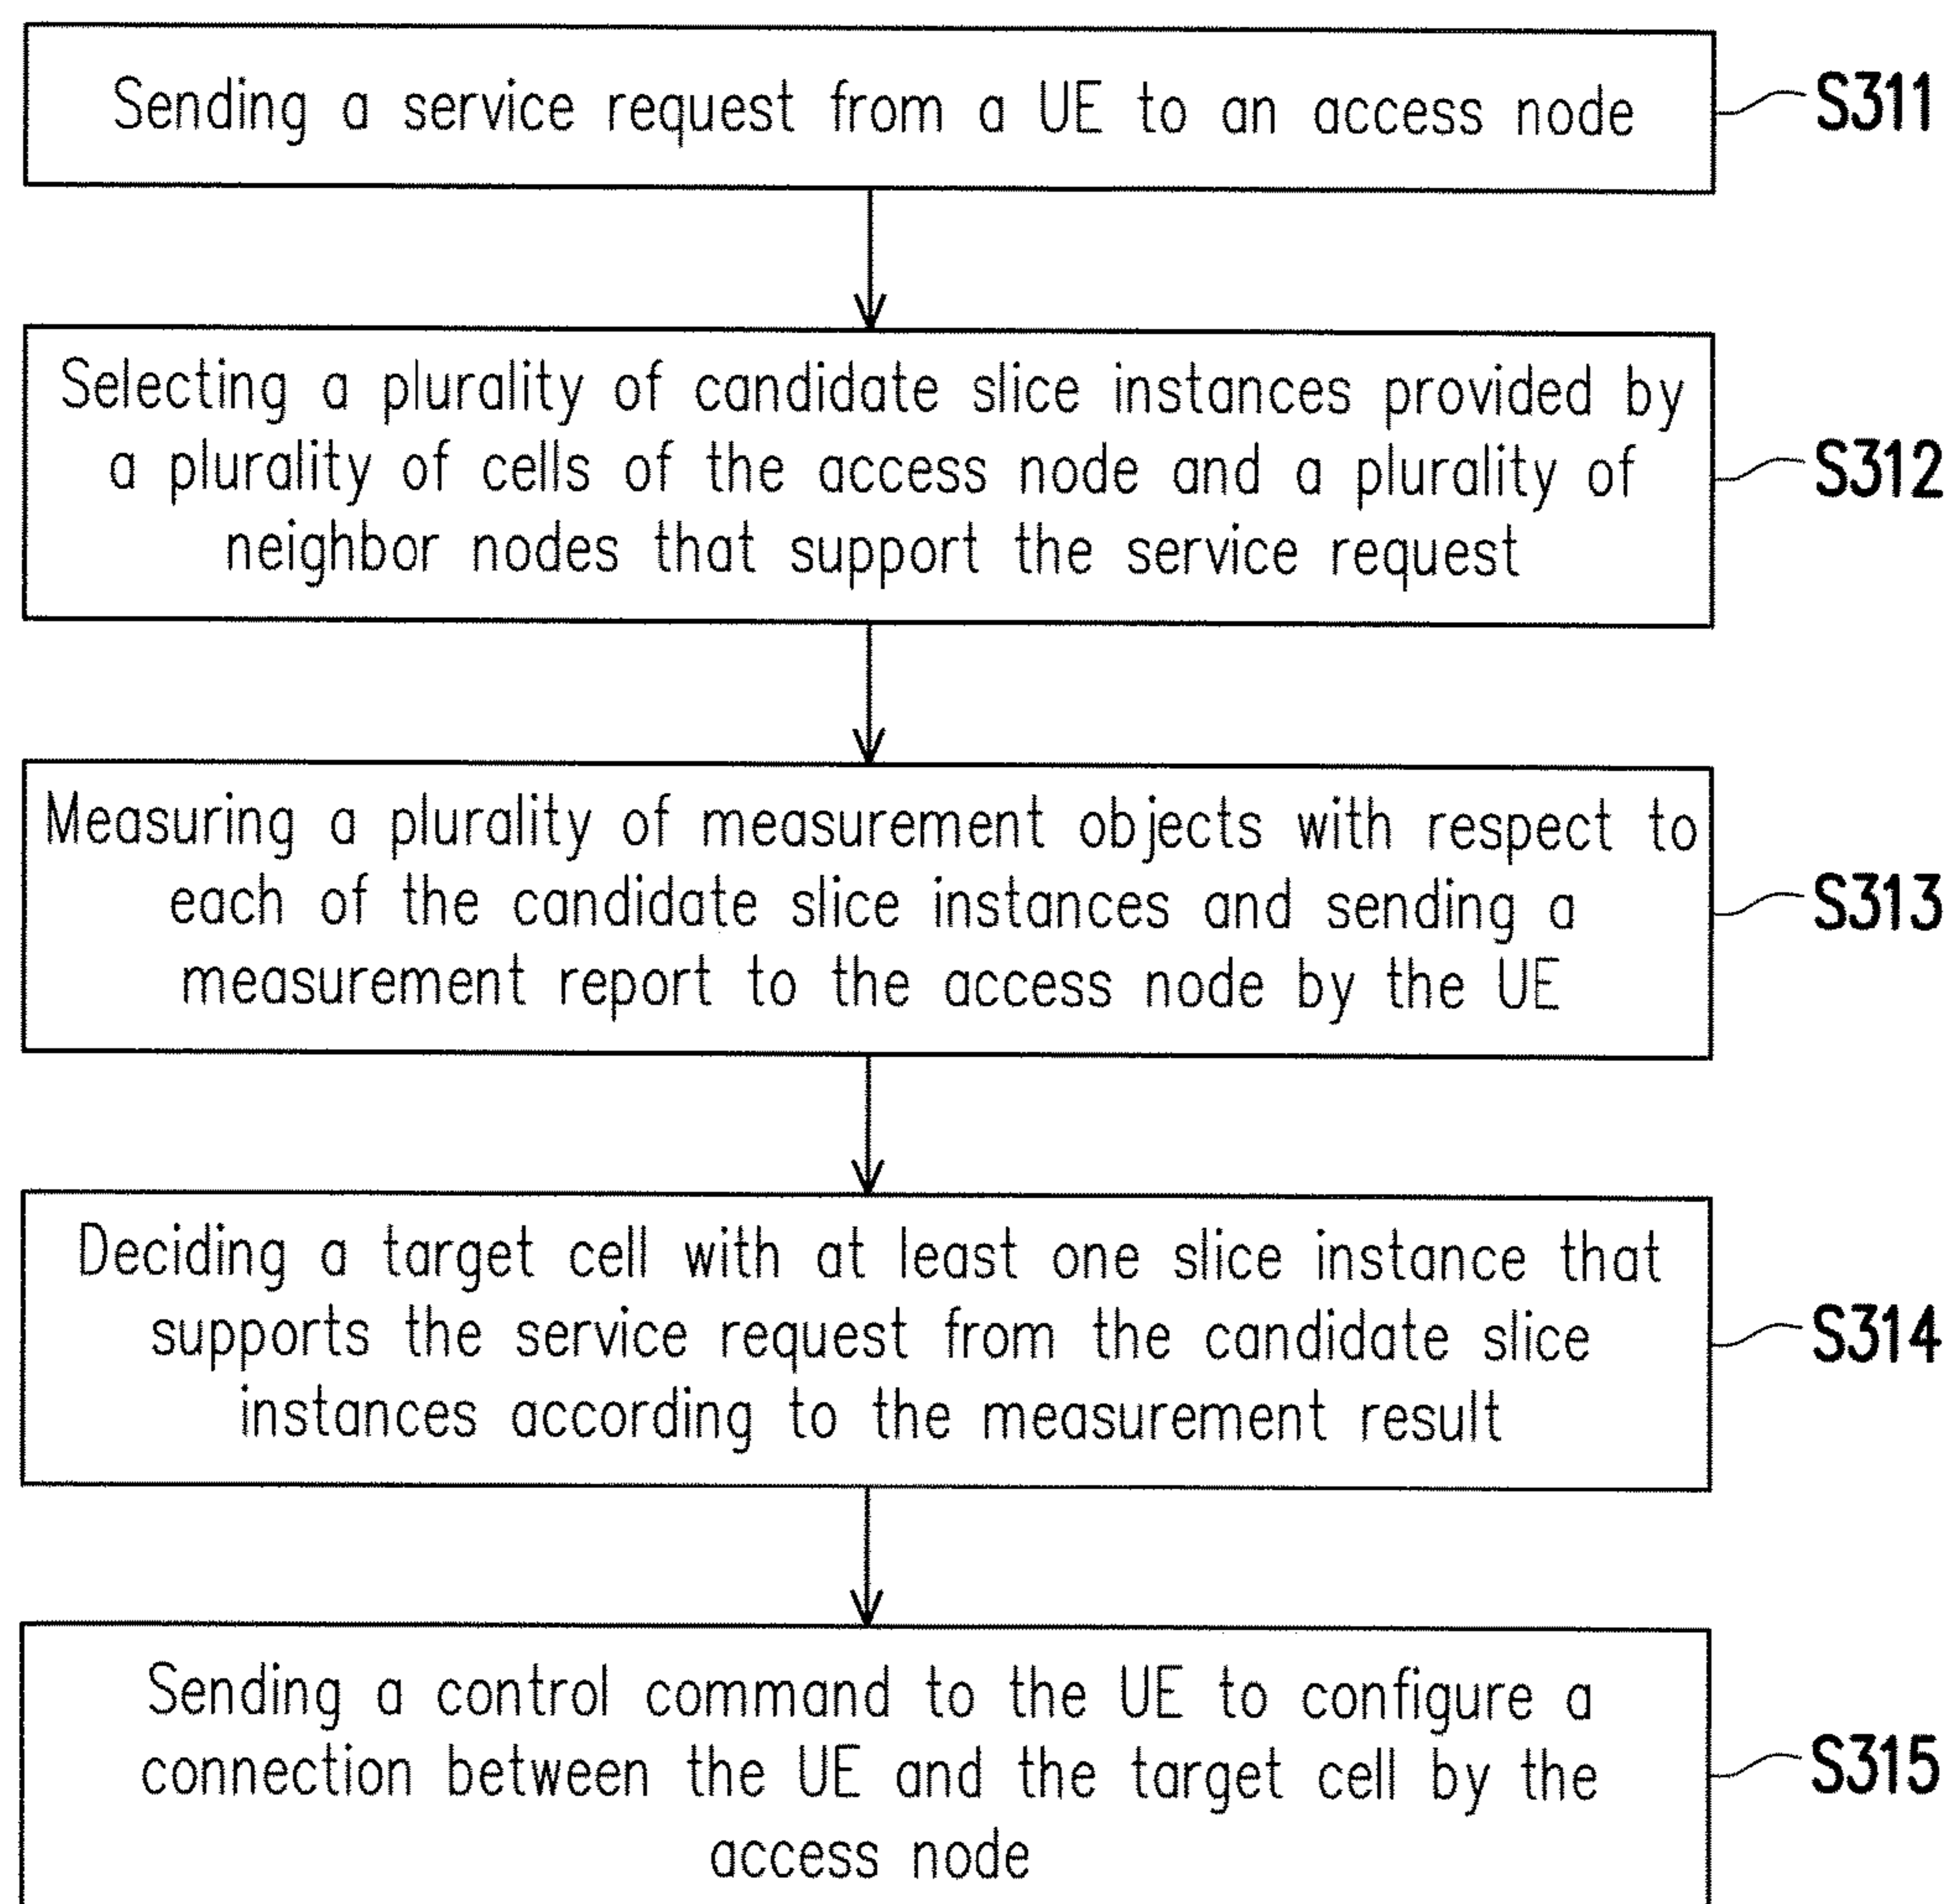 Sending a service request from a UE to an access node
S311
Selecting a plurality of candidate slice instances provided by
a plurality of cells of the access node and a plurality of
neighbor nodes that support the service request
S312
Measuring a plurality of measurement objects with respect to
each of the candidate slice instances and sending a
measurement report to the access node by the UE
S313
Deciding a target cell with at least one slice instance that
supports the service request from the candidate slice
instances according to the measurement result
S314
Sending a control command to the UE to configure a
connection between the UE and the target cell by the
access node
S315